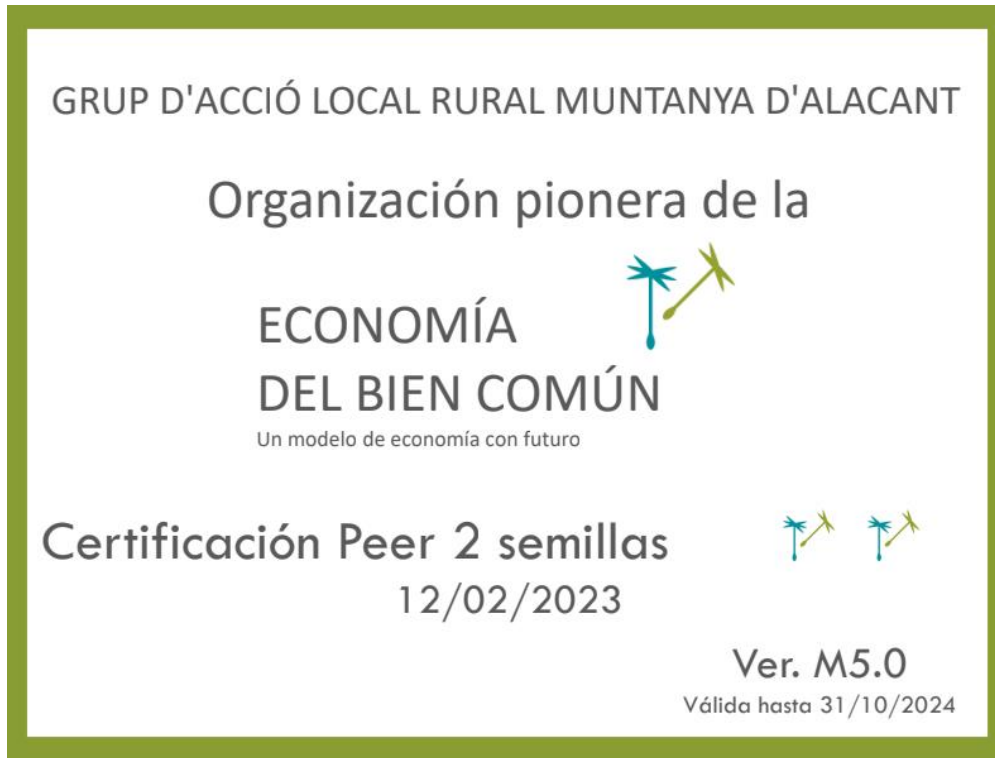 GRUP D'ACCIÓ LOCAL RURAL MUNTANYA D'ALACANT
Organización pionera de la
ECONOMÍA
DEL BIEN COMÚN
Un modelo de economía con futuro
Certificación Peer 2 semillas
12/02/2023
Ver. M5.0
Válida hasta 31/10/2024